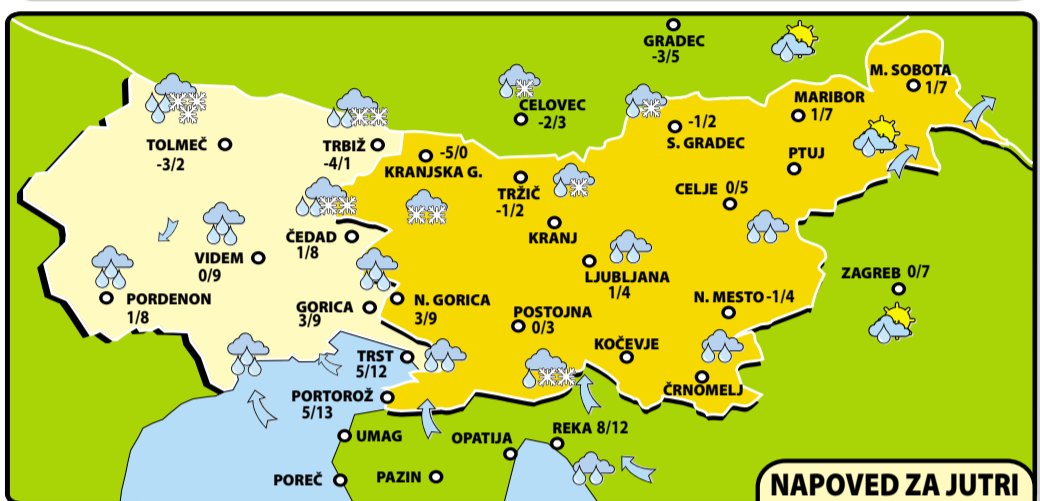 GRADEC
-3/5
M. SOBOTA
1/7
CELOVEC
-2/3
MARIBOR
1/7
TOLMEČ
-3/2
TRBIŽ
-4/1
-5/0
KRANJSKA G.
-1/2
S. GRADEC
PTUJ
TRŽIČ
-1/2
CELJE 0/5
KRANJ
ČEDAD
1/8
VIDEM
0/9
LJUBLJANA
1/4
ZAGREB 0/7
PORDENON
1/8
GORICA
3/9
N. GORICA
3/9
N. MESTO -1/4
POSTOJNA
0/3
KOČEVJE
TRST
5/12
ČRNOMELJ
PORTOROŽ
5/13
UMAG
OPATIJA
REKA 8/12
POREČ
PAZIN
NAPOVED ZA JUTRI